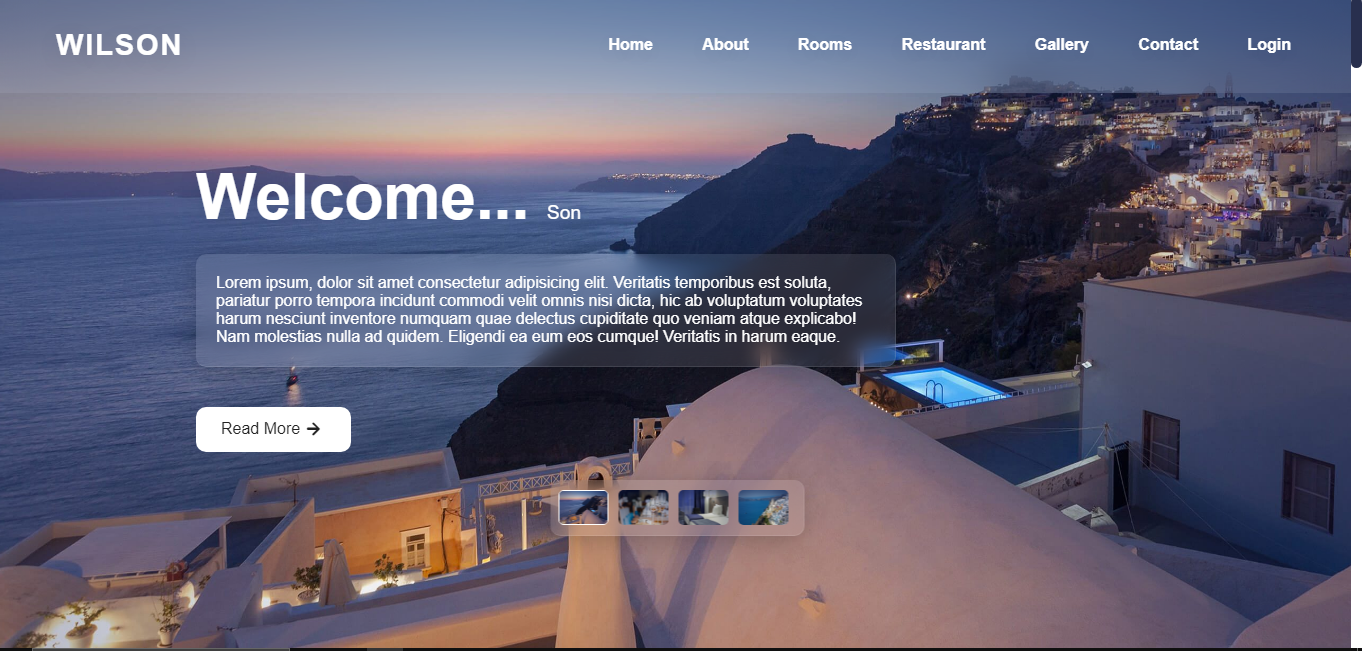 WILSON
Home About Rooms Restaurant Gallery Contact Login
Welcome... Son
Lorem ipsum, dolor sit amet consectetur adipisicing elit. Veritatis temporibus est soluta,
pariatur porro tempora incidunt commodi velit omnis nisi dicta, hic ab voluptatum voluptates
harum nesciunt inventore numquam quae delectus cupiditate quo veniam atque explicabo!
Nam molestias nulla ad quidem. Eligendi ea eum eos cumque! Veritatis in harum eaque.
Read More